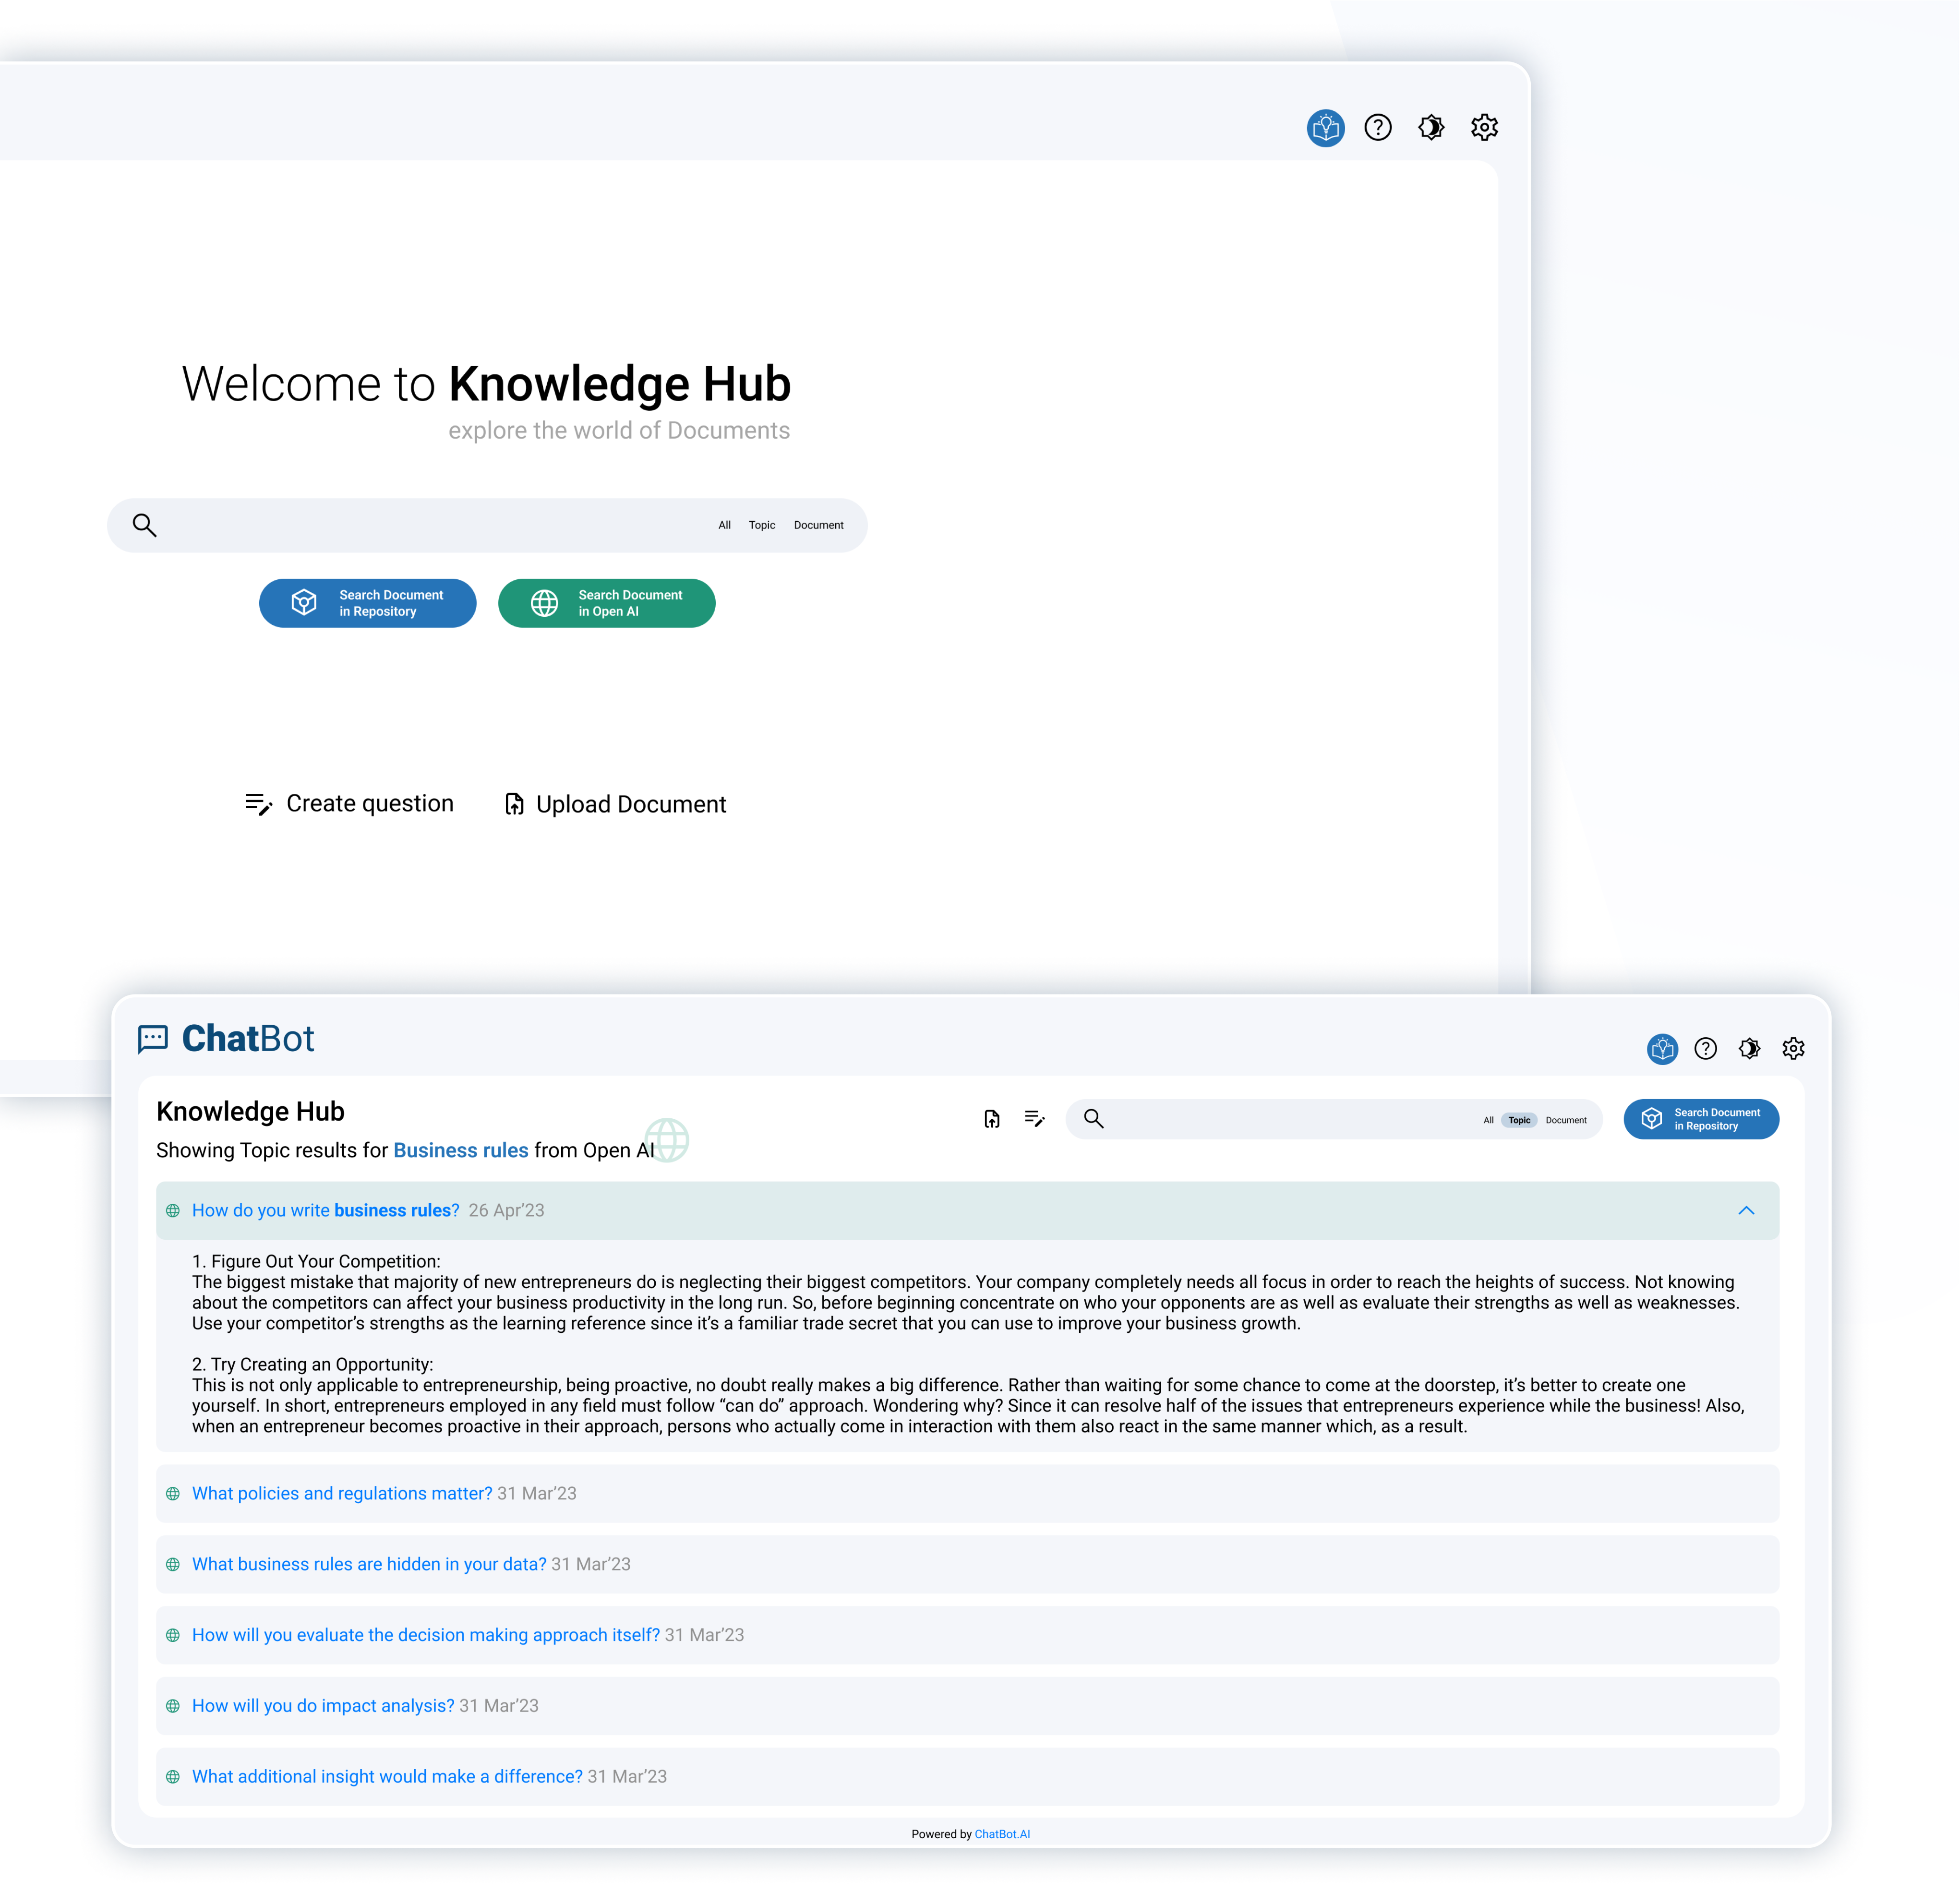 Welcome to Knowledge Hub
explore the world of Documents
All Topic Document
Search Document
in Repository
Search Document
in Open AI
Create question
Upload Document
ChatBot
Knowledge Hub
Showing Topic results for Business rules from Open AI
All Topic Document
Search Document
in Repository
How do you write business rules? 26 Apr’23
1. Figure Out Your Competition:
The biggest mistake that majority of new entrepreneurs do is neglecting their biggest competitors. Your company completely needs all focus in order to reach the heights of success. Not knowing
about the competitors can affect your business productivity in the long run. So, before beginning concentrate on who your opponents are as well as evaluate their strengths as well as weaknesses.
Use your competitor’s strengths as the learning reference since it’s a familiar trade secret that you can use to improve your business growth.
2. Try Creating an Opportunity:
This is not only applicable to entrepreneurship, being proactive, no doubt really makes a big difference. Rather than waiting for some chance to come at the doorstep, it’s better to create one
yourself. In short, entrepreneurs employed in any field must follow “can do” approach. Wondering why? Since it can resolve half of the issues that entrepreneurs experience while the business! Also,
when an entrepreneur becomes proactive in their approach, persons who actually come in interaction with them also react in the same manner which, as a result.
What policies and regulations matter? 31 Mar’23
What business rules are hidden in your data? 31 Mar’23
How will you evaluate the decision making approach itself? 31 Mar’23
How will you do impact analysis? 31 Mar’23
What additional insight would make a difference? 31 Mar’23
Powered by ChatBot.AI